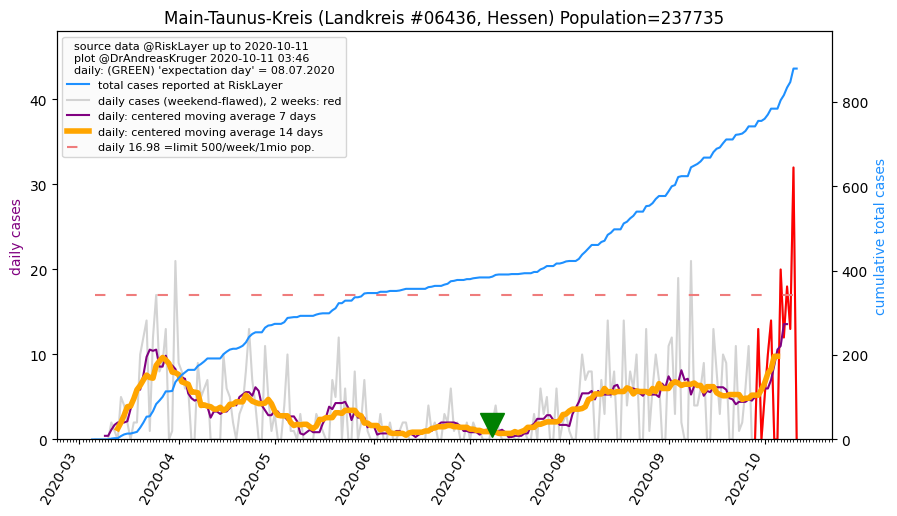 Main-Taunus-Kreis (Landkreis #06436, Hessen) Population=237735
source data @RiskLayer up to 2020-10-11
plot @DrAndreasKruger 2020-10-11 03:46
daily: (GREEN) 'expectation day' = 08.07.2020
total cases reported at RiskLayer
daily cases (weekend-flawed), 2 weeks: red
daily: centered moving average 7 days
daily: centered moving average 14 days
daily 16.98 =limit 500/week/1mio pop.
daily cases
40
30
20
10
0
cumulative total cases
800
600
400
200
0
2020-03
2020-04
2020-05
2020-06
2020-07
2020-08
2020-09
2020-10